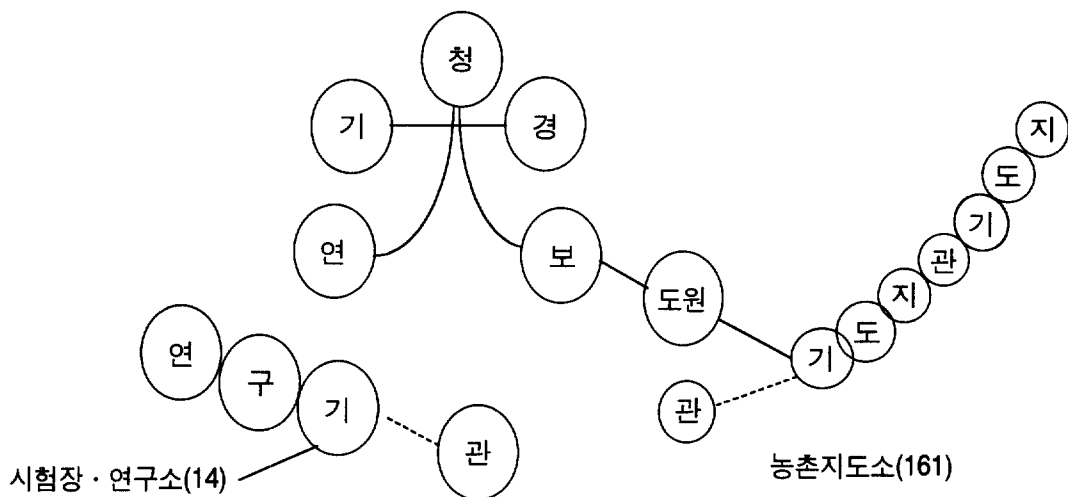 청
기
경
연
보
도원
지
도
기
관
지
도
기
관
연
구
기
관
시험장 · 연구소(14)
농촌지도소(161)